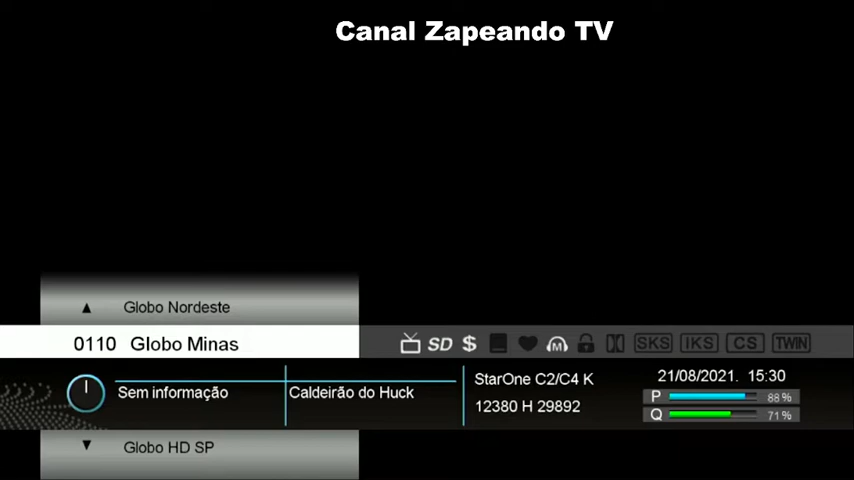 Canal Zapeando TV
Globo Nordeste
0110 Globo Minas
SD $ M SKS IKS CS TWIN
Sem informação
Caldeirão do Huck
StarOne C2/C4 K
12380 H 29892
21/08/2021. 15:30
P 88%
Q 71%
Globo HD SP